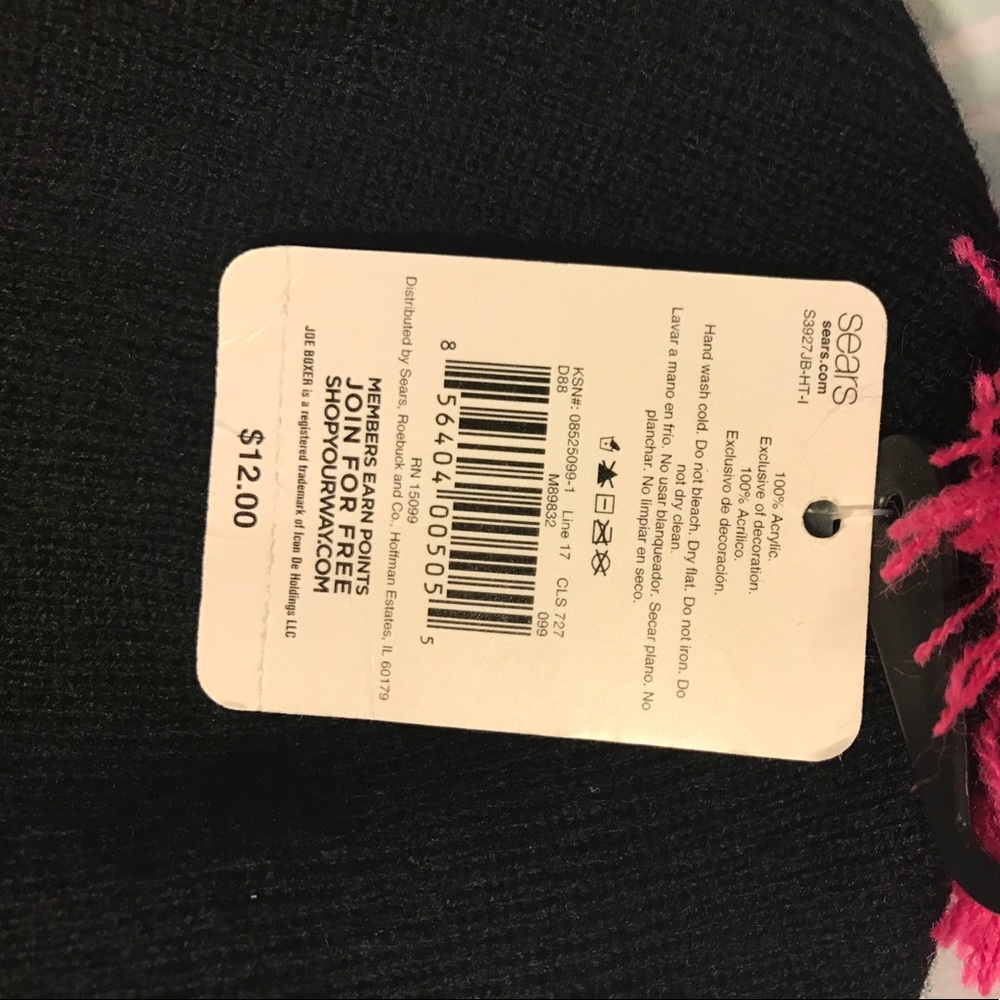 sears
sears.com
S3927JB-HT-I
100% Acrylic.
Exclusive of decoration.
100% Acrílico.
Exclusivo de decoración.
Hand wash cold. Do not bleach. Dry flat. Do not iron. Do
not dry clean.
Lavar a mano en frío. No usar blanqueador. Secar plano. No
planchar. No limpiar en seco.
KSN#: 08525099-1 Line 17 CLS 727
D88 M89832 099
8 56404 00505 5
RN 15099
Distributed by Sears, Roebuck and Co., Hoffman Estates, IL 60179
MEMBERS EARN POINTS
JOIN FOR FREE
SHOPYOURWAY.COM
JOE BOXER is a registered trademark of Icon De Holdings LLC
$12.00